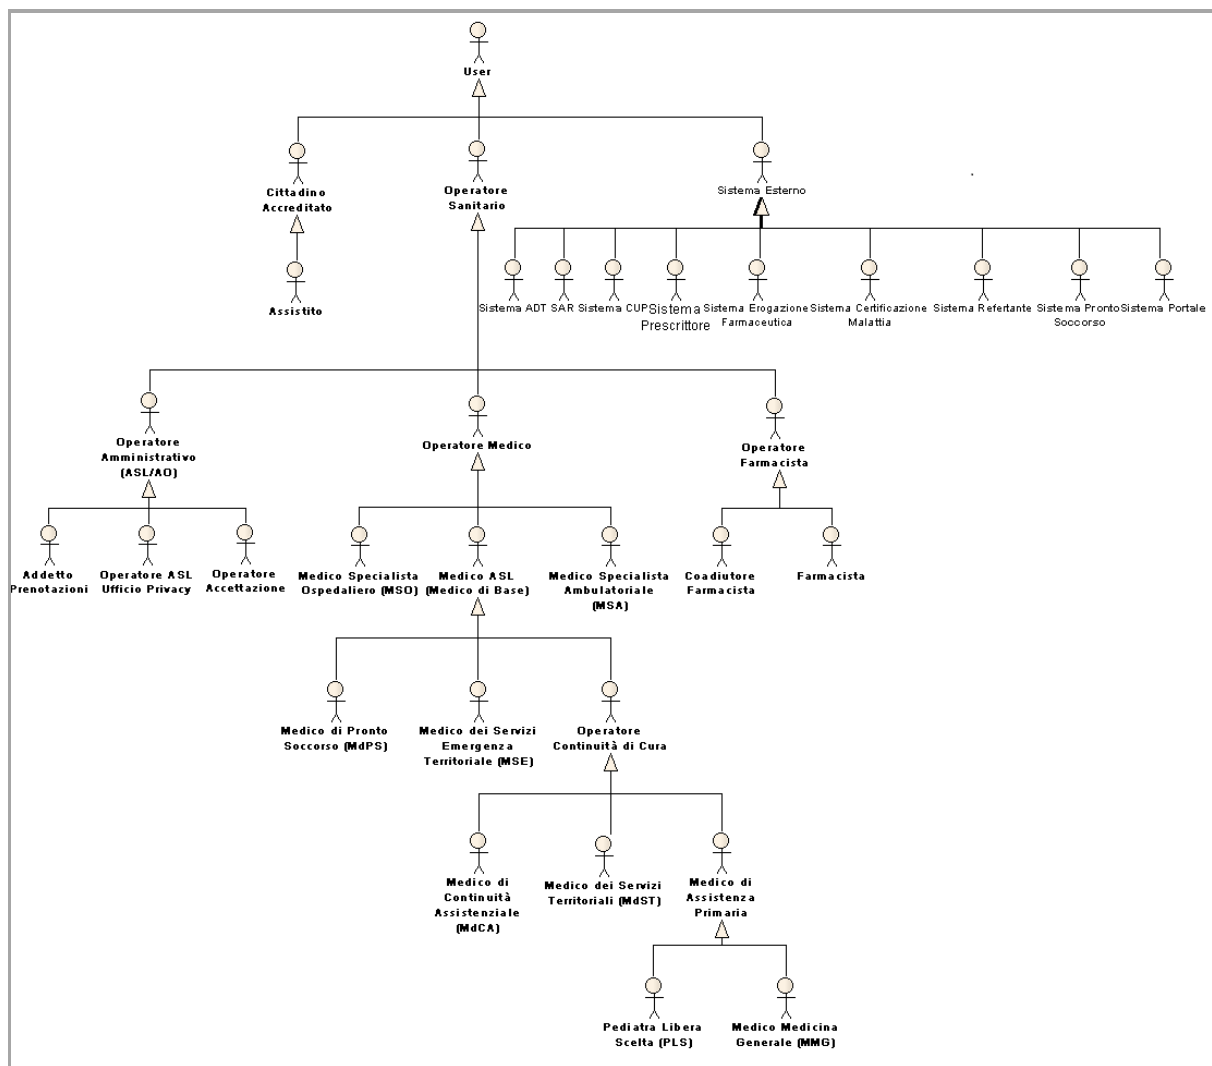 User
Cittadino
Accreditato
Operatore
Sanitario
Sistema Esterno
Assistito
Sistema ADT
SAR
Sistema CUP
Sistema
Prescrittore
Sistema Erogazione
Farmaceutica
Sistema Certificazione
Malattia
Sistema Refertante
Sistema Pronto
Soccorso
Sistema Portale
Operatore
Amministrativo
(ASL/AO)
Operatore Medico
Operatore
Farmacista
Addetto
Prenotazioni
Operatore ASL
Ufficio Privacy
Operatore
Accettazione
Medico Specialista
Ospedaliero (MSO)
Medico ASL
(Medico di Base)
Medico Specialista
Ambulatoriale
(MSA)
Coadiutore
Farmacista
Farmacista
Medico di Pronto
Soccorso (MdPS)
Medico dei Servizi
Emergenza
Territoriale (MSE)
Operatore
Continuità di Cura
Medico di
Continuità
Assistenziale
(MdCA)
Medico dei Servizi
Territoriali (MdST)
Medico di
Assistenza
Primaria
Pediatra Libera
Scelta (PLS)
Medico Medicina
Generale (MMG)